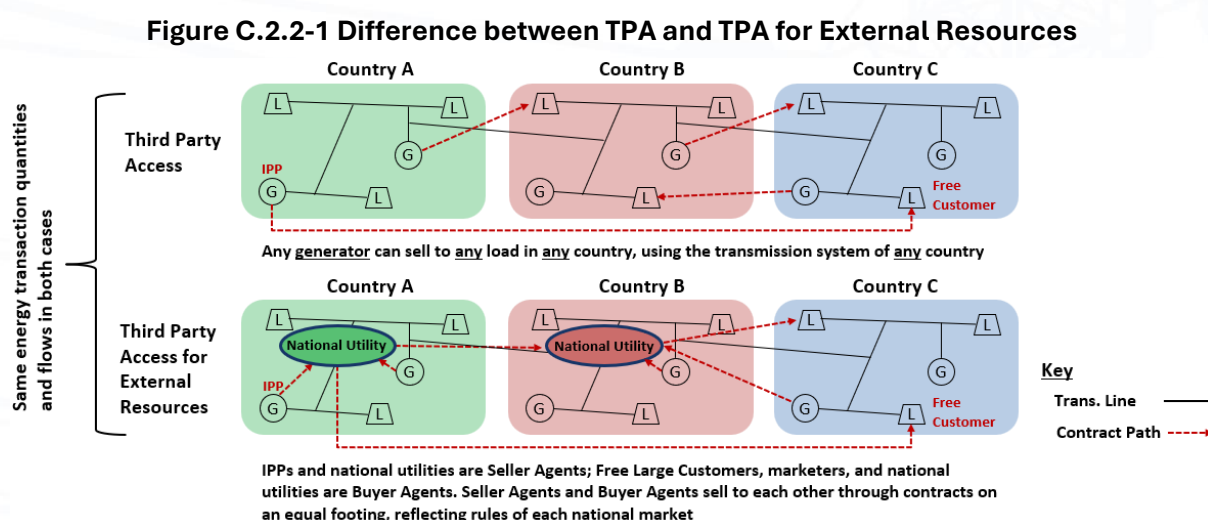 Figure C.2.2-1 Difference between TPA and TPA for External Resources
Same energy transaction quantities
and flows in both cases
Country A
Country B
Country C
Third Party
Access
L
L
L
L
L
L
G
G
G
IPP
G
L
G
L
G
L
Free
Customer
Any generator can sell to any load in any country, using the transmission system of any country
Country A
Country B
Country C
Third Party
Access for
External
Resources
L
L
L
L
L
L
National Utility
National Utility
G
G
G
IPP
G
L
G
L
G
L
Free
Customer
Key
Trans. Line
Contract Path
IPPs and national utilities are Seller Agents; Free Large Customers, marketers, and national
utilities are Buyer Agents. Seller Agents and Buyer Agents sell to each other through contracts on
an equal footing, reflecting rules of each national market